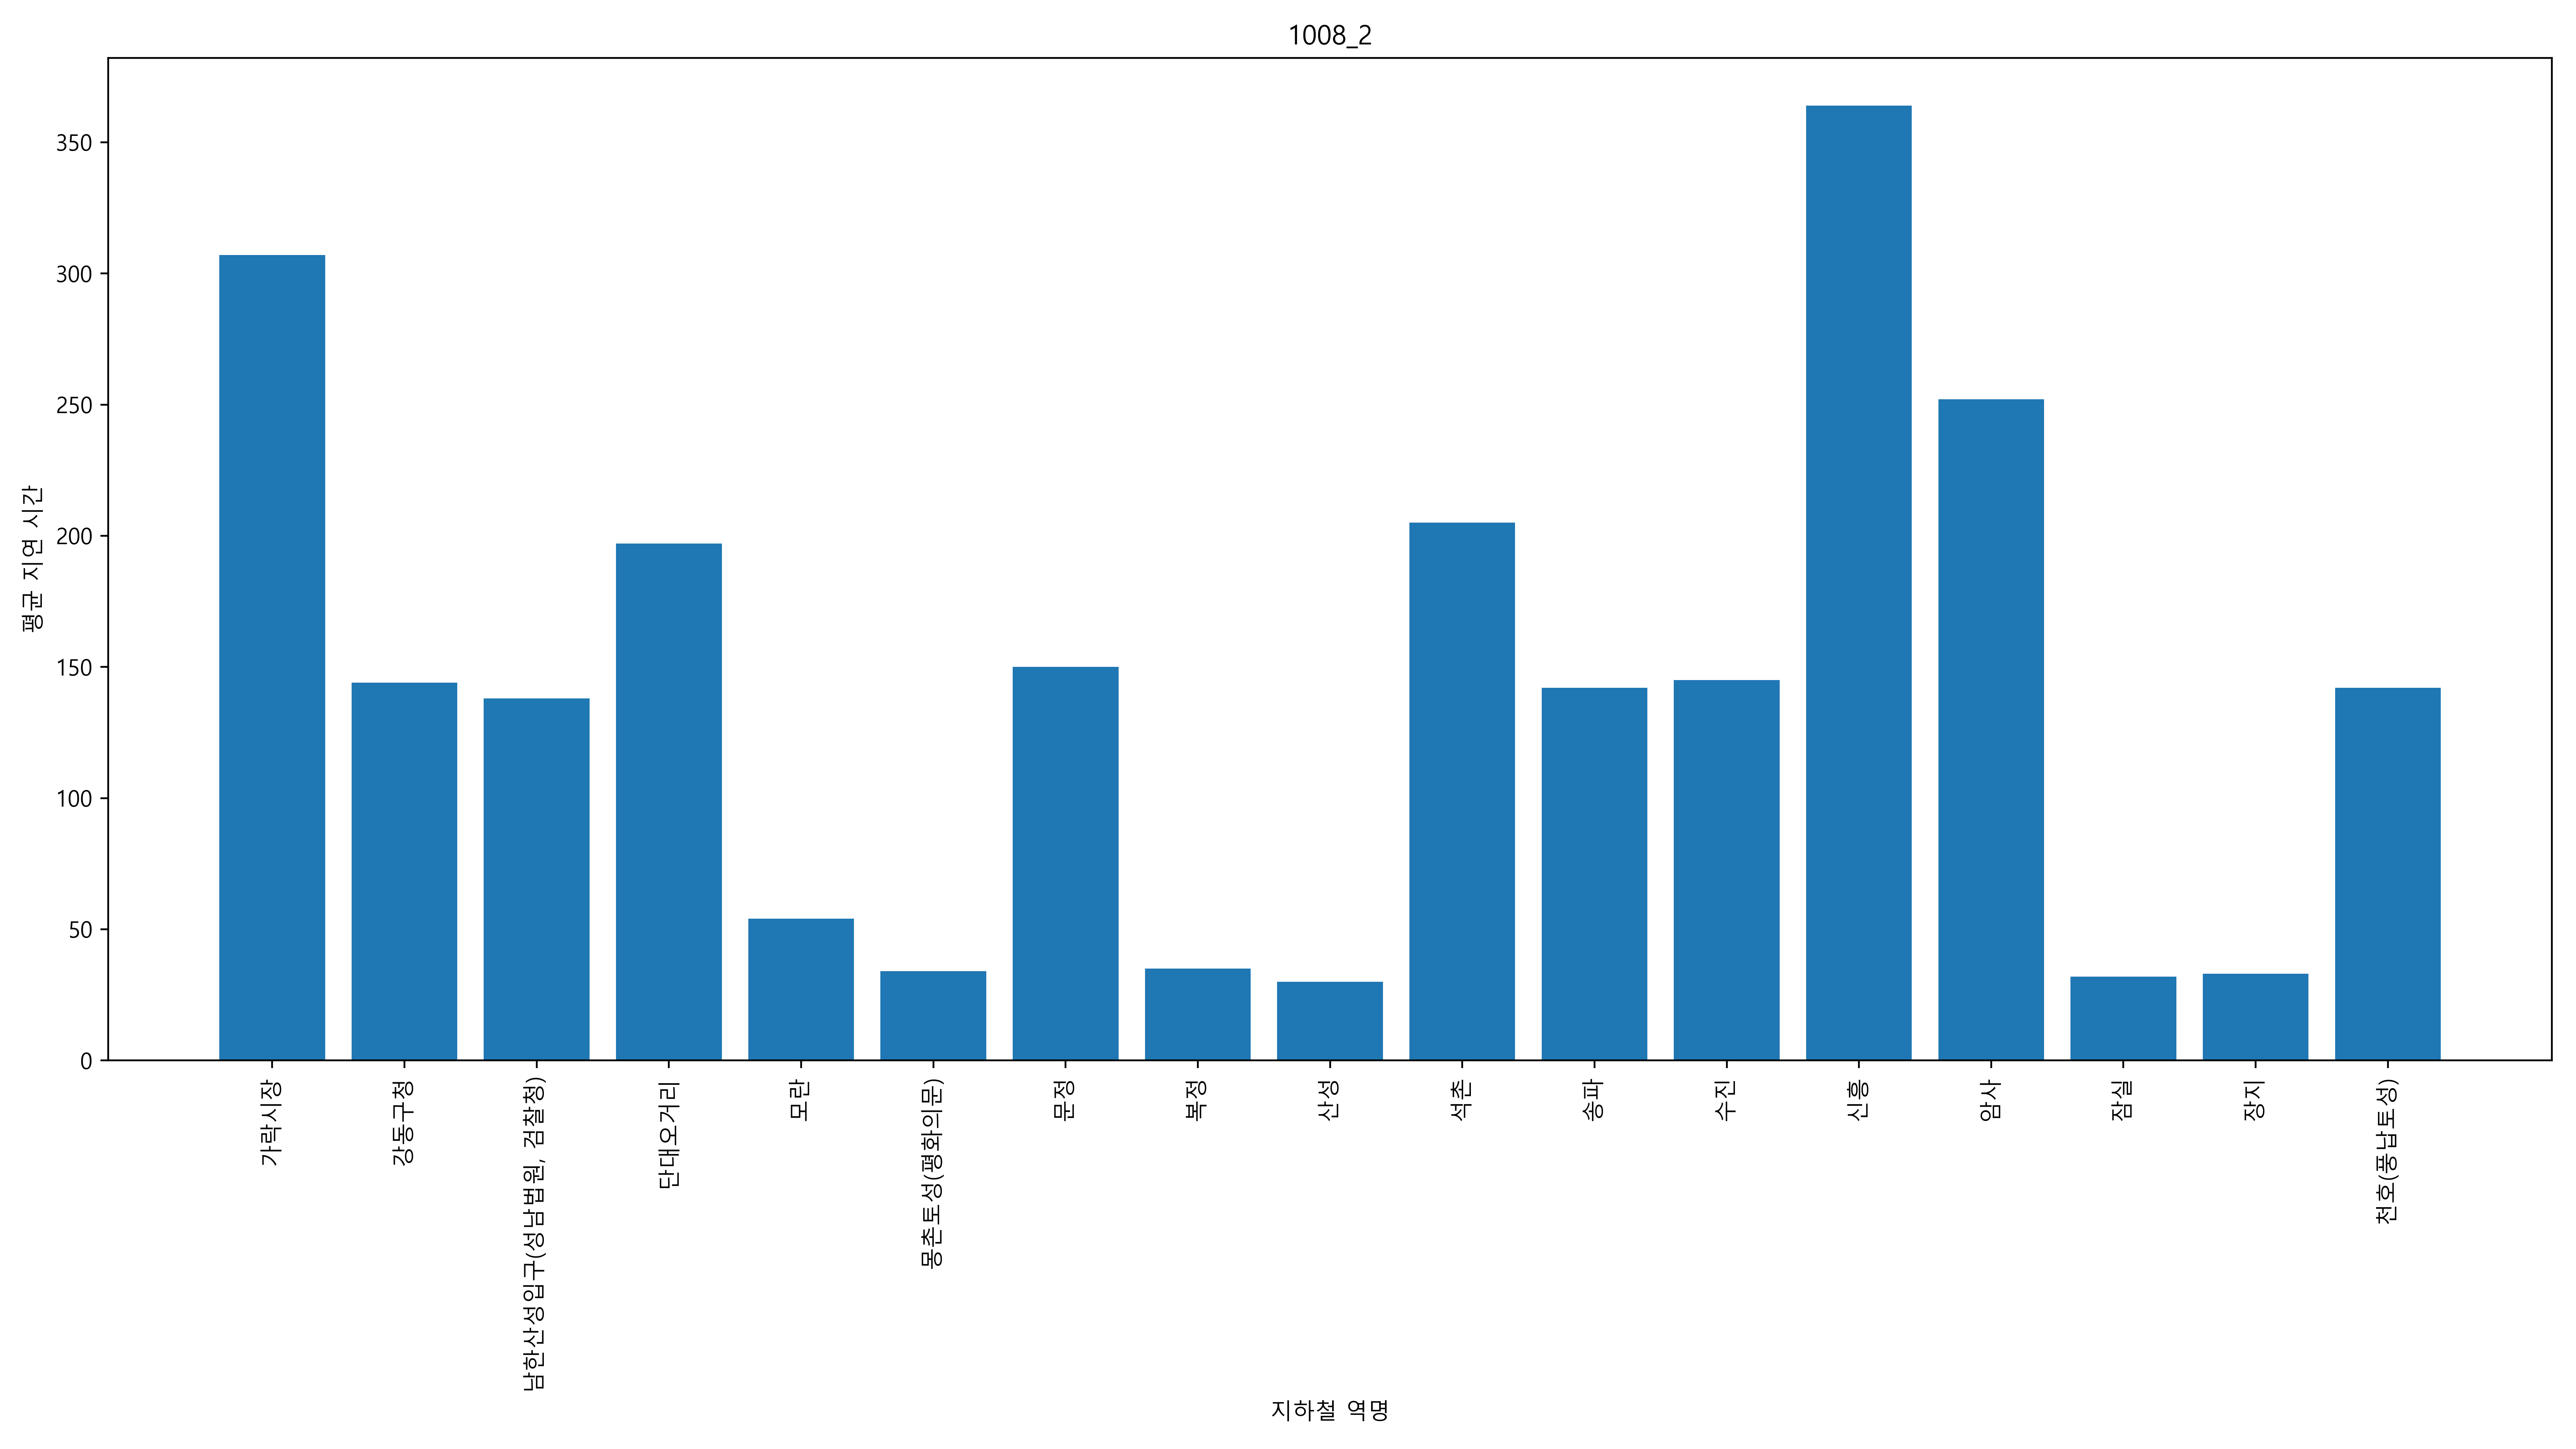 1008_2
평균 지연 시간
350
300
250
200
150
100
50
0
가락시장
강동구청
남한산성입구(성남법원, 검찰청)
단대오거리
모란
몽촌토성(평화의문)
문정
복정
산성
석촌
송파
수진
신흥
암사
잠실
장지
천호(풍납토성)
지하철 역명